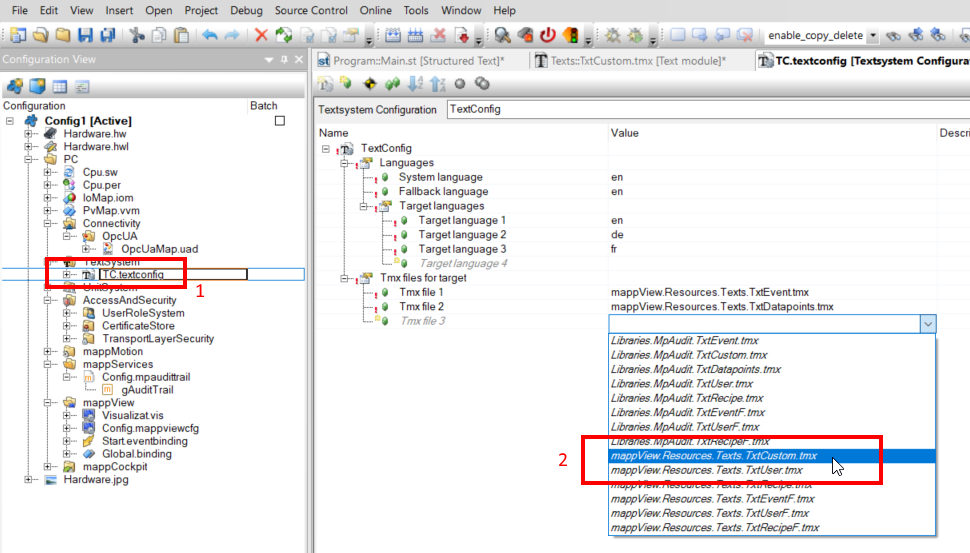 File Edit View Insert Open Project Debug Source Control Online Tools Window Help
enable_copy_delete
Configuration View
Program::Main.st [Structured Text]*
Texts::TxtCustom.tmx [Text module]*
TC.textconfig [Textsystem Configura
Configuration Batch
Config1 [Active]
Hardware.hw
Hardware.hwl
PC
Cpu.sw
Cpu.per
IoMap.iom
PvMap.vvm
Connectivity
OpcUA
OpcUaMap.uad
TextSystem
TC.textconfig
1
UnitSystem
AccessAndSecurity
UserRoleSystem
CertificateStore
TransportLayerSecurity
mappMotion
mappServices
Config.mpaudittrail
gAuditTrail
mappView
Visualizat.vis
Config.mappviewcfg
Start.eventbinding
Global.binding
mappCockpit
Hardware.jpg
Textsystem Configuration TextConfig
Name Value Descri
TextConfig
Languages
System language en
Fallback language en
Target languages
Target language 1 en
Target language 2 de
Target language 3 fr
Target language 4
Tmx files for target
Tmx file 1 mappView.Resources.Texts.TxtEvent.tmx
Tmx file 2 mappView.Resources.Texts.TxtDatapoints.tmx
Tmx file 3
Libraries.MpAudit.TxtEvent.tmx
Libraries.MpAudit.TxtCustom.tmx
Libraries.MpAudit.TxtDatapoints.tmx
Libraries.MpAudit.TxtUser.tmx
Libraries.MpAudit.TxtRecipe.tmx
Libraries.MpAudit.TxtEventF.tmx
Libraries.MpAudit.TxtUserF.tmx
Libraries.MpAudit.TxtRecipeF.tmx
2
mappView.Resources.Texts.TxtCustom.tmx
mappView.Resources.Texts.TxtUser.tmx
mappView.Resources.Texts.TxtRecipe.tmx
mappView.Resources.Texts.TxtEventF.tmx
mappView.Resources.Texts.TxtUserF.tmx
mappView.Resources.Texts.TxtRecipeF.tmx